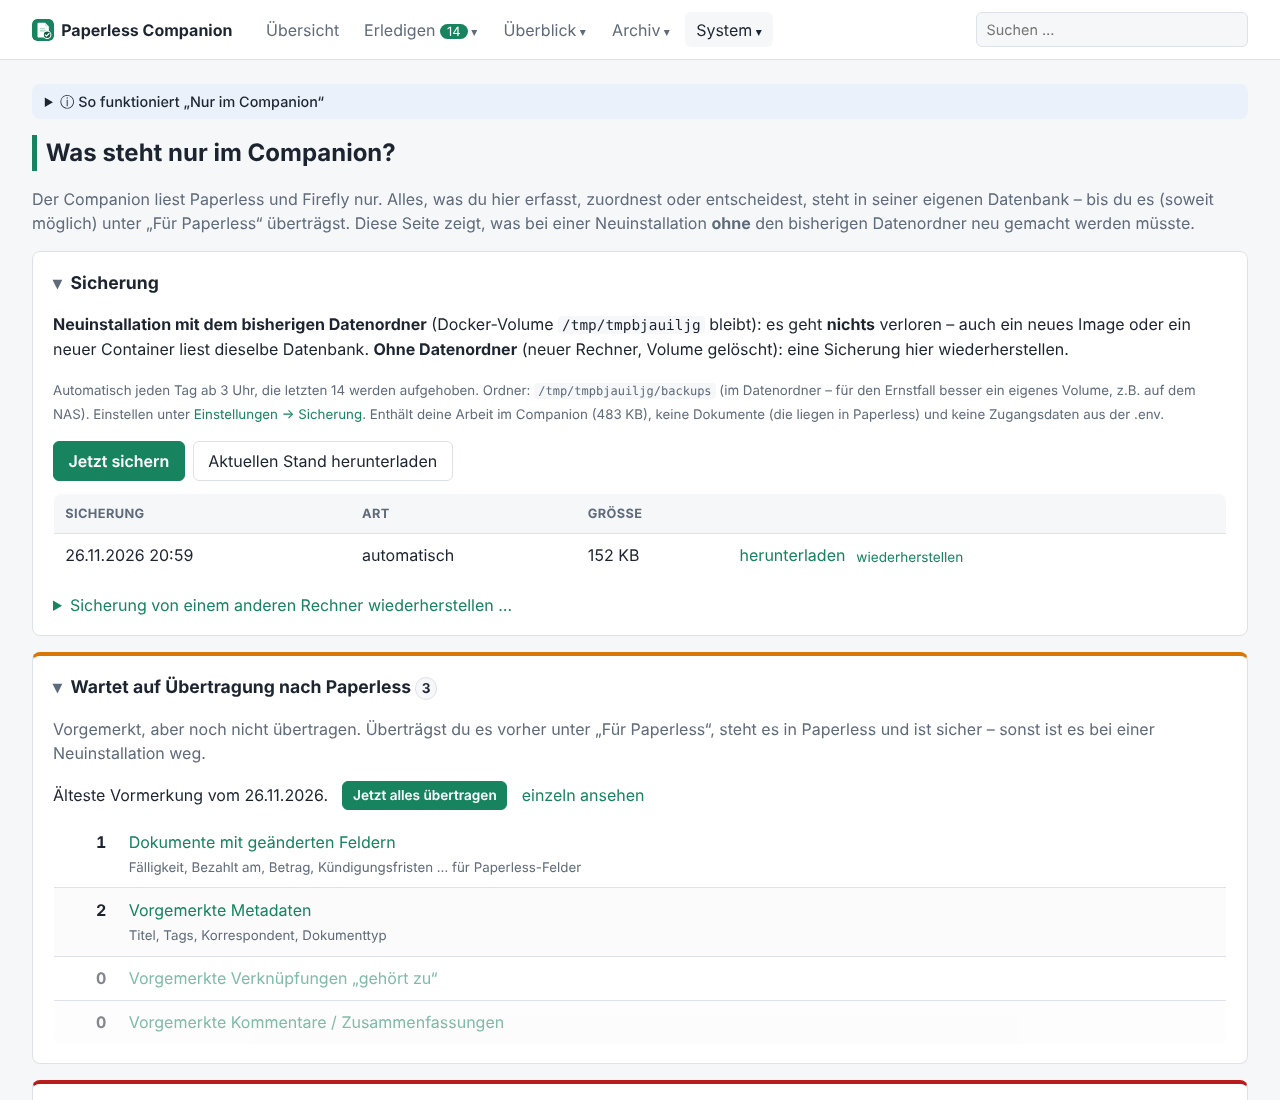 Paperless Companion Übersicht Erledigen 14 ▾ Überblick ▾ Archiv ▾ System ▾ Suchen ...
▶ ⓘ So funktioniert „Nur im Companion“
Was steht nur im Companion?
Der Companion liest Paperless und Firefly nur. Alles, was du hier erfasst, zuordnest oder entscheidest, steht in seiner eigenen Datenbank – bis du es (soweit
möglich) unter „Für Paperless“ überträgst. Diese Seite zeigt, was bei einer Neuinstallation ohne den bisherigen Datenordner neu gemacht werden müsste.
▼ Sicherung
Neuinstallation mit dem bisherigen Datenordner (Docker-Volume /tmp/tmpbjauiljg bleibt): es geht nichts verloren – auch ein neues Image oder ein
neuer Container liest dieselbe Datenbank. Ohne Datenordner (neuer Rechner, Volume gelöscht): eine Sicherung hier wiederherstellen.
Automatisch jeden Tag ab 3 Uhr, die letzten 14 werden aufgehoben. Ordner: /tmp/tmpbjauiljg/backups (im Datenordner – für den Ernstfall besser ein eigenes Volume, z.B. auf dem
NAS). Einstellen unter Einstellungen → Sicherung. Enthält deine Arbeit im Companion (483 KB), keine Dokumente (die liegen in Paperless) und keine Zugangsdaten aus der .env.
Jetzt sichern Aktuellen Stand herunterladen
SICHERUNG ART GRÖSSE
26.11.2026 20:59 automatisch 152 KB herunterladen wiederherstellen
▶ Sicherung von einem anderen Rechner wiederherstellen ...
▼ Wartet auf Übertragung nach Paperless 3
Vorgemerkt, aber noch nicht übertragen. Überträgst du es vorher unter „Für Paperless“, steht es in Paperless und ist sicher – sonst ist es bei einer
Neuinstallation weg.
Älteste Vormerkung vom 26.11.2026. Jetzt alles übertragen einzeln ansehen
1 Dokumente mit geänderten Feldern
Fälligkeit, Bezahlt am, Betrag, Kündigungsfristen ... für Paperless-Felder
2 Vorgemerkte Metadaten
Titel, Tags, Korrespondent, Dokumenttyp
0 Vorgemerkte Verknüpfungen „gehört zu“
0 Vorgemerkte Kommentare / Zusammenfassungen